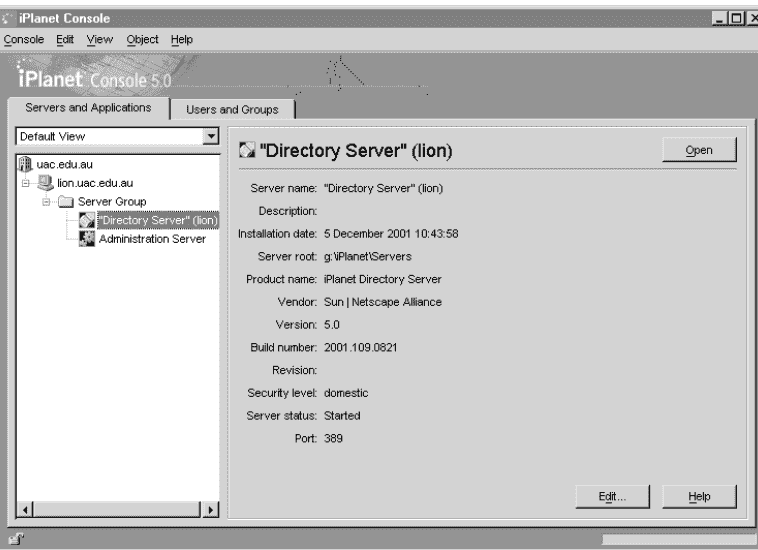 iPlanet Console
Console Edit View Object Help
iPlanet Console 5.0
Servers and Applications Users and Groups
Default View
uac.edu.au
lion.uac.edu.au
Server Group
"Directory Server" (lion)
Administration Server
"Directory Server" (lion) Open
Server name: "Directory Server" (lion)
Description:
Installation date: 5 December 2001 10:43:58
Server root: g:\iPlanet\Servers
Product name: iPlanet Directory Server
Vendor: Sun | Netscape Alliance
Version: 5.0
Build number: 2001.109.0821
Revision:
Security level: domestic
Server status: Started
Port: 389
Edit... Help